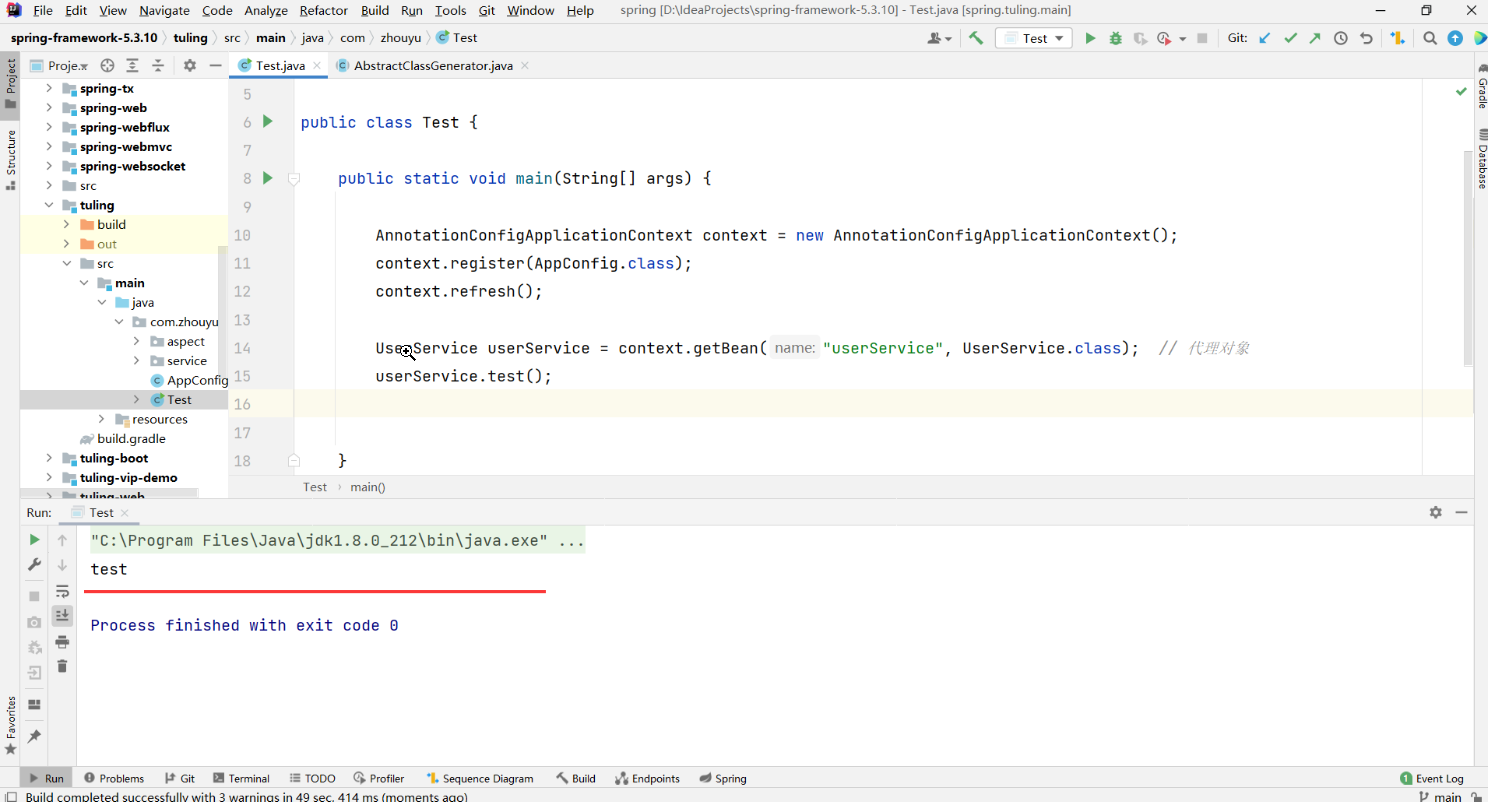 File Edit View Navigate Code Analyze Refactor Build Run Tools Git Window Help spring [D:\IdeaProjects\spring-framework-5.3.10] - Test.java [spring.tuling.main]
spring-framework-5.3.10 tuling src main java com zhouyu Test Test Git:
Project
Structure
Favorites
Proje...
Test.java AbstractClassGenerator.java
Gradle
Database
spring-tx
spring-web
spring-webflux
spring-webmvc
spring-websocket
src
tuling
build
out
src
main
java
com.zhouyu
aspect
service
AppConfig
Test
resources
build.gradle
tuling-boot
tuling-vip-demo
tuling-web
5
6 public class Test {
7
8 public static void main(String[] args) {
9
10 AnnotationConfigApplicationContext context = new AnnotationConfigApplicationContext();
11 context.register(AppConfig.class);
12 context.refresh();
13
14 UserService userService = context.getBean( name: "userService", UserService.class); // 代理对象
15 userService.test();
16
17
18 }
Test main()
Run: Test
"C:\Program Files\Java\jdk1.8.0_212\bin\java.exe" ...
test
Process finished with exit code 0
Run Problems Git Terminal TODO Profiler Sequence Diagram Build Endpoints Spring 1 Event Log
Build completed successfully with 3 warnings in 49 sec, 414 ms (moments ago) main